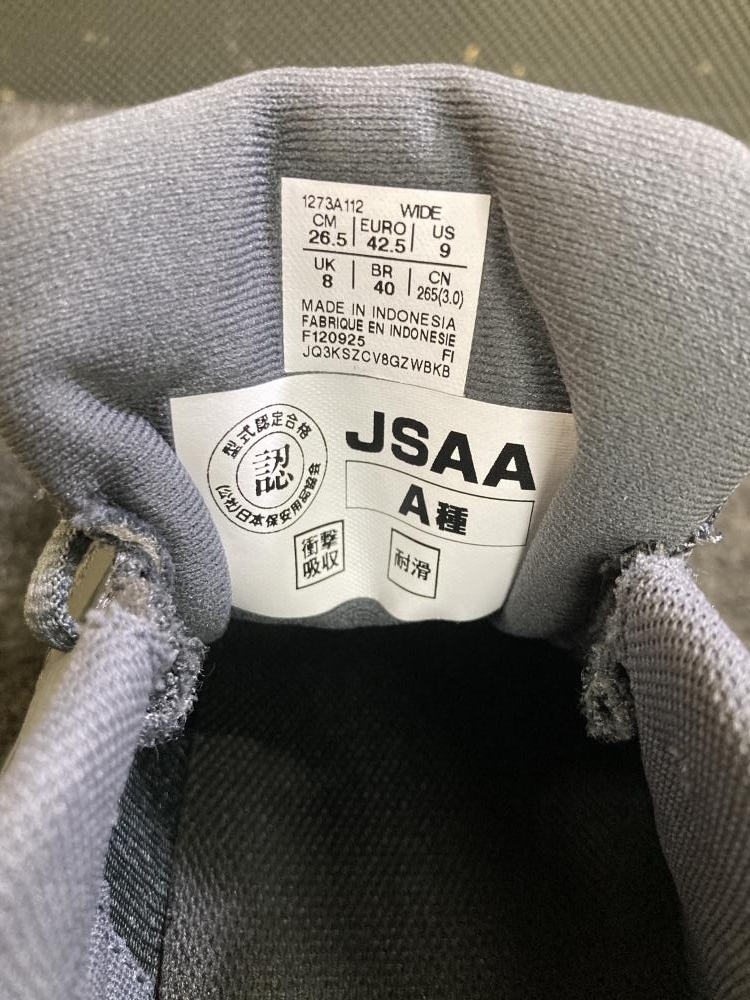 1273A112 WIDE
CM EURO US
26.5 42.5 9
UK BR CN
8 40 265(3.0)
MADE IN INDONESIA
FABRIQUE EN INDONESIE
F120925 FI
JQ3KSZCV8GZWBKB
型式認定合格
認
(公社)日本保安用品協会
JSAA
A種
衝撃
吸収
耐滑